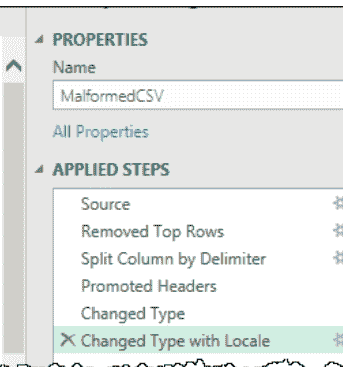 PROPERTIES
Name
MalformedCSV
All Properties
APPLIED STEPS
Source
Removed Top Rows
Split Column by Delimiter
Promoted Headers
Changed Type
Changed Type with Locale